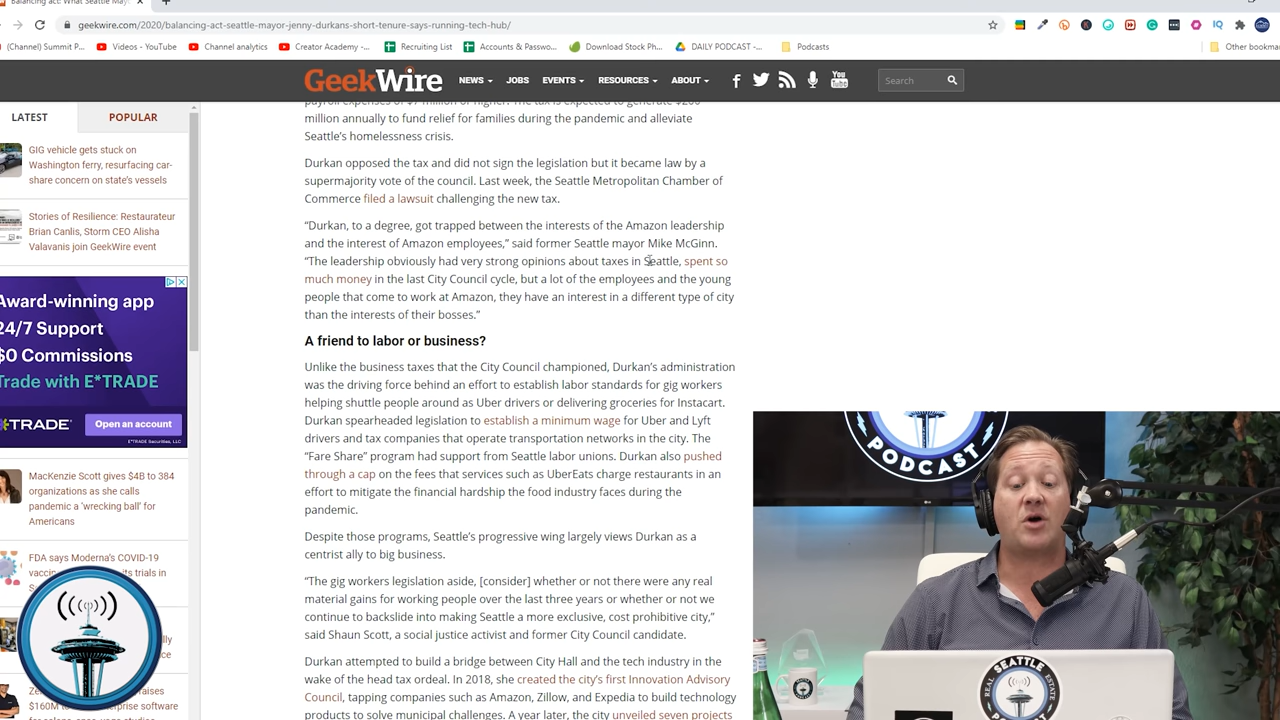 (balancing act: What Seattle May
geekwire.com/2020/balancing-act-seattle-mayor-jenny-durkans-short-tenure-says-running-tech-hub/
(Channel) Summit P...
Videos - YouTube
Channel analytics
Creator Academy -...
Recruiting List
Accounts & Passwo...
Download Stock Ph...
DAILY PODCAST -...
Podcasts
Other bookma
GeekWire
NEWS
JOBS
EVENTS
RESOURCES
ABOUT
You
Tube
Search
LATEST
POPULAR
GIG vehicle gets stuck on
Washington ferry, resurfacing car-
share concern on state's vessels
Stories of Resilience: Restaurateur
Brian Canlis, Storm CEO Alisha
Valavanis join GeekWire event
Award-winning app
24/7 Support
$0 Commissions
Trade with E*TRADE
E*TRADE
Open an account
E*TRADE Securities, LLC
MacKenzie Scott gives $4B to 384
organizations as she calls
pandemic a 'wrecking ball' for
Americans
FDA says Moderna's COVID-19
its trials in
raises
software
payroll expenses of $7 million or higher. The tax is expected to generate $200
million annually to fund relief for families during the pandemic and alleviate
Seattle's homelessness crisis.
Durkan opposed the tax and did not sign the legislation but it became law by a
supermajority vote of the council. Last week, the Seattle Metropolitan Chamber of
Commerce filed a lawsuit challenging the new tax.
“Durkan, to a degree, got trapped between the interests of the Amazon leadership
and the interest of Amazon employees,” said former Seattle mayor Mike McGinn.
“The leadership obviously had very strong opinions about taxes in Seattle, spent so
much money in the last City Council cycle, but a lot of the employees and the young
people that come to work at Amazon, they have an interest in a different type of city
than the interests of their bosses.”
A friend to labor or business?
Unlike the business taxes that the City Council championed, Durkan's administration
was the driving force behind an effort to establish labor standards for gig workers
helping shuttle people around as Uber drivers or delivering groceries for Instacart.
Durkan spearheaded legislation to establish a minimum wage for Uber and Lyft
drivers and tax companies that operate transportation networks in the city. The
“Fare Share” program had support from Seattle labor unions. Durkan also pushed
through a cap on the fees that services such as UberEats charge restaurants in an
effort to mitigate the financial hardship the food industry faces during the
pandemic.
Despite those programs, Seattle's progressive wing largely views Durkan as a
centrist ally to big business.
“The gig workers legislation aside, [consider] whether or not there were any real
material gains for working people over the last three years or whether or not we
continue to backslide into making Seattle a more exclusive, cost prohibitive city,”
said Shaun Scott, a social justice activist and former City Council candidate.
Durkan attempted to build a bridge between City Hall and the tech industry in the
wake of the head tax ordeal. In 2018, she created the city's first Innovation Advisory
Council, tapping companies such as Amazon, Zillow, and Expedia to build technology
products to solve municipal challenges. A year later, the city unveiled seven projects
PODCAST
SEATTLE
REAL
ESTATE